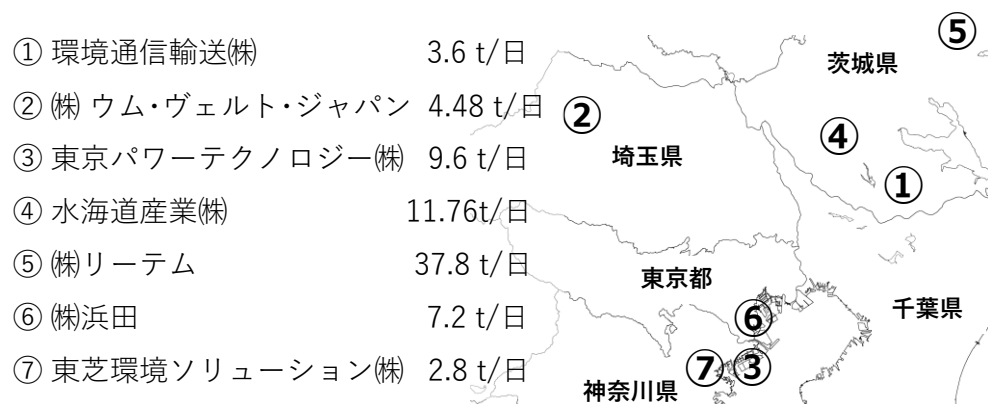 ① 環境通信輸送㈱ 3.6 t/日
② ㈱ ウム・ヴェルト・ジャパン 4.48 t/日
③ 東京パワーテクノロジー㈱ 9.6 t/日
④ 水海道産業㈱ 11.76t/日
⑤ ㈱リーテム 37.8 t/日
⑥ ㈱浜田 7.2 t/日
⑦ 東芝環境ソリューション㈱ 2.8 t/日
⑤
茨城県
②
④
埼玉県
①
東京都
千葉県
⑥
⑦
③
神奈川県